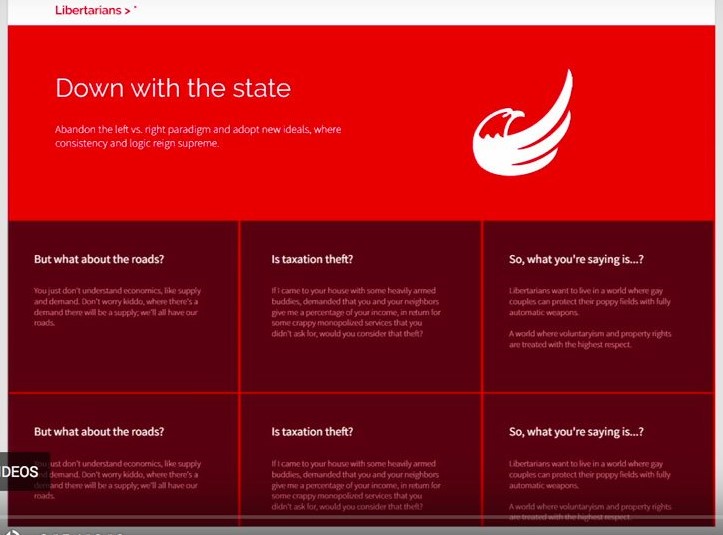 Libertarians > *
Down with the state
Abandon the left vs. right paradigm and adopt new ideals, where
consistency and logic reign supreme.
But what about the roads?
You just don't understand economics, like supply
and demand. Don't worry kiddo, where there's a
demand there will be a supply; we'll all have our
roads.
Is taxation theft?
If I came to your house with some heavily armed
buddies, demanded that you and your neighbors
give me a percentage of your income, in return for
some crappy monopolized services that you
didn't ask for, would you consider that theft?
So, what you're saying is...?
Libertarians want to live in a world where gay
couples can protect their poppy fields with fully
automatic weapons.
A world where voluntaryism and property rights
are treated with the highest respect.
But what about the roads?
just don't understand economics, like supply
demand. Don't worry kiddo, where there's a
demand there will be a supply; we'll all have our
roads.
Is taxation theft?
If I came to your house with some heavily armed
buddies, demanded that you and your neighbors
give me a percentage of your income, in return for
some crappy monopolized services that you
didn't ask for, would you consider that theft?
So, what you're saying is...?
Libertarians want to live in a world where gay
couples can protect their poppy fields with fully
automatic weapons.
A world where voluntaryism and property rights
are treated with the highest respect.
IDEOS